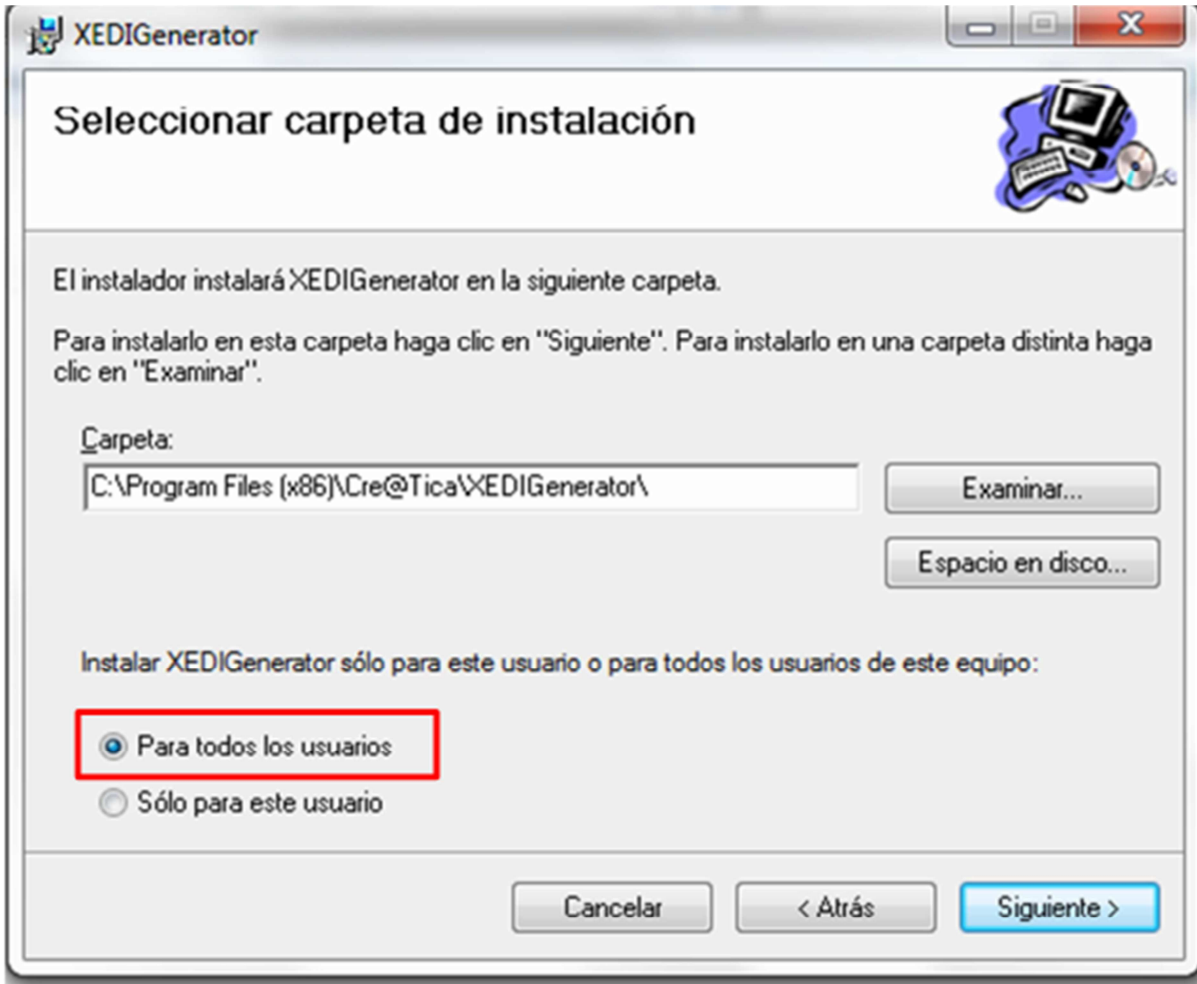 XEDIGenerator
Seleccionar carpeta de instalación
El instalador instalará XEDIGenerator en la siguiente carpeta.
Para instalarlo en esta carpeta haga clic en "Siguiente". Para instalarlo en una carpeta distinta haga
clic en "Examinar".
Carpeta:
C:\Program Files (x86)\Cre@Tica\XEDIGenerator\
Examinar...
Espacio en disco...
Instalar XEDIGenerator sólo para este usuario o para todos los usuarios de este equipo:
Para todos los usuarios
Sólo para este usuario
Cancelar
< Atrás
Siguiente >